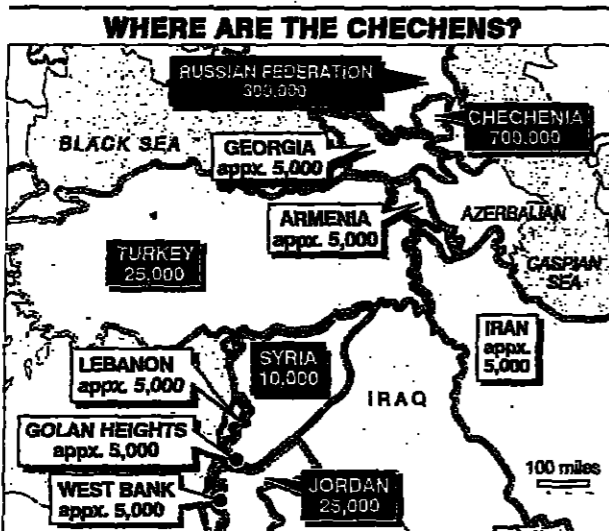 WHERE ARE THE CHECHENS?
RUSSIAN FEDERATION
300,000
CHECHENIA
700,000
BLACK SEA
GEORGIA
appx. 5,000
ARMENIA
appx. 5,000
AZERBAIJAN
CASPIAN
SEA
TURKEY
25,000
IRAN
appx.
5,000
LEBANON
appx. 5,000
SYRIA
10,000
IRAQ
GOLAN HEIGHTS
appx. 5,000
100 miles
WEST BANK
appx. 5,000
JORDAN
25,000